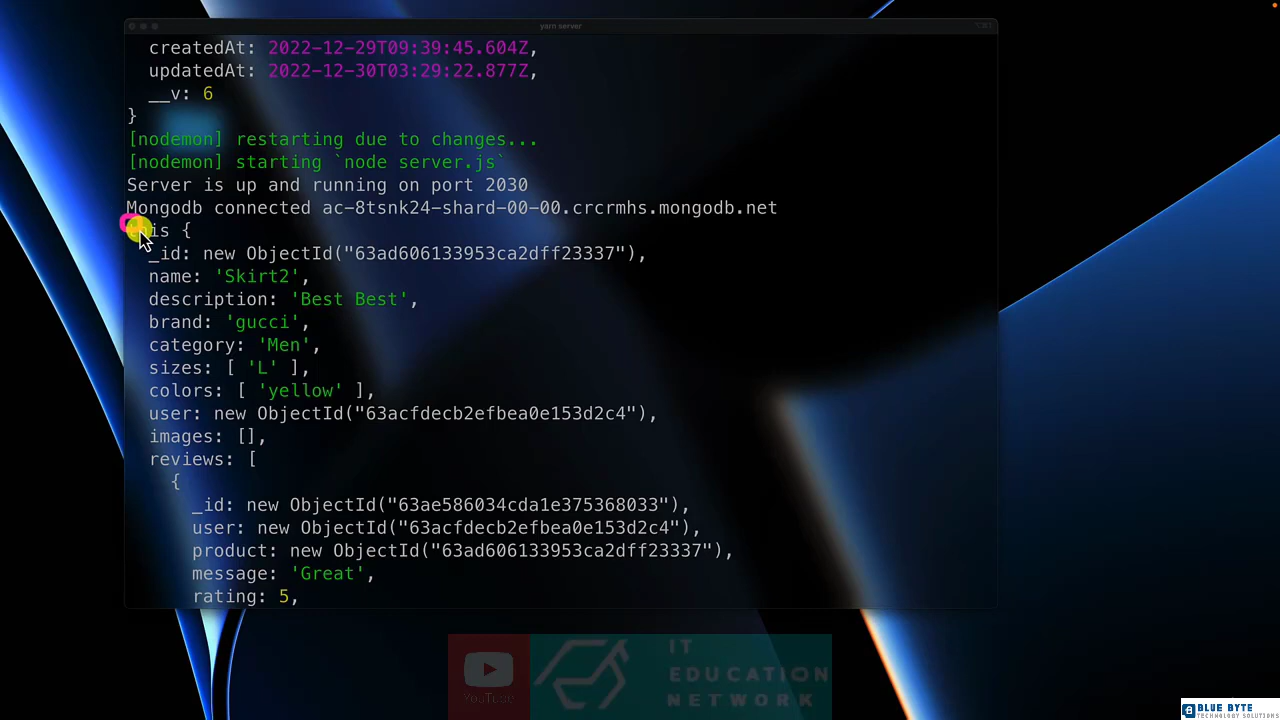 yarn server
createdAt: 2022-12-29T09:39:45.604Z,
updatedAt: 2022-12-30T03:29:22.877Z,
__v: 6
}
[nodemon] restarting due to changes...
[nodemon] starting `node server.js`
Server is up and running on port 2030
Mongodb connected ac-8tsnk24-shard-00-00.crcrmhs.mongodb.net
this {
_id: new ObjectId("63ad606133953ca2dff23337"),
name: 'Skirt2',
description: 'Best Best',
brand: 'gucci',
category: 'Men',
sizes: [ 'L' ],
colors: [ 'yellow' ],
user: new ObjectId("63acfdecb2efbea0e153d2c4"),
images: [],
reviews: [
{
_id: new ObjectId("63ae586034cda1e375368033"),
user: new ObjectId("63acfdecb2efbea0e153d2c4"),
product: new ObjectId("63ad606133953ca2dff23337"),
message: 'Great',
rating: 5,
YouTube
IT
EDUCATION
NETWORK
BLUE BYTE
TECHNOLOGY SOLUTIONS